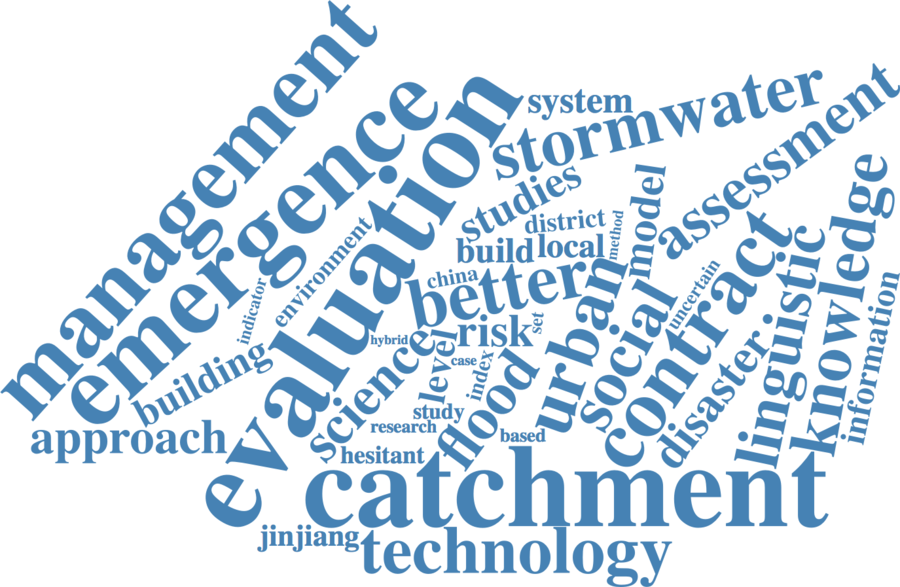 management
emergence
evaluation
system
stormwater
assessment
studies
district
method
model
build
local
knowledge
environment
indicator
china
better
urban
uncertain
contract
linguistic
information
building
hybrid
science
risk
set
social
disaster
level
case
index
flood
approach
study
research
based
hesitant
catchment
jinjiang
technology